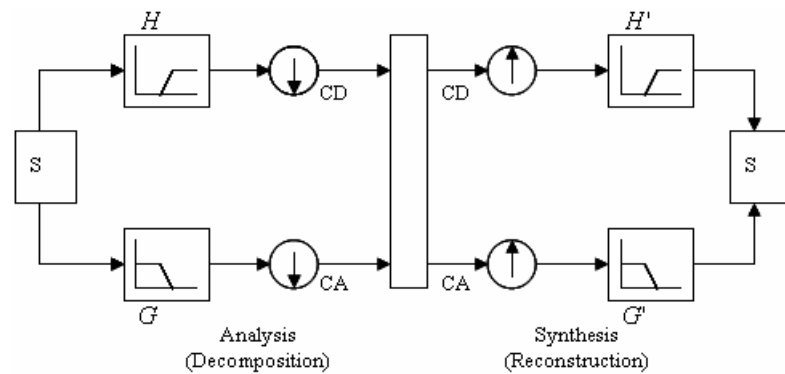 H
H'
CD
CD
S
S
CA
CA
G
G'
Analysis
(Decomposition)
Synthesis
(Reconstruction)